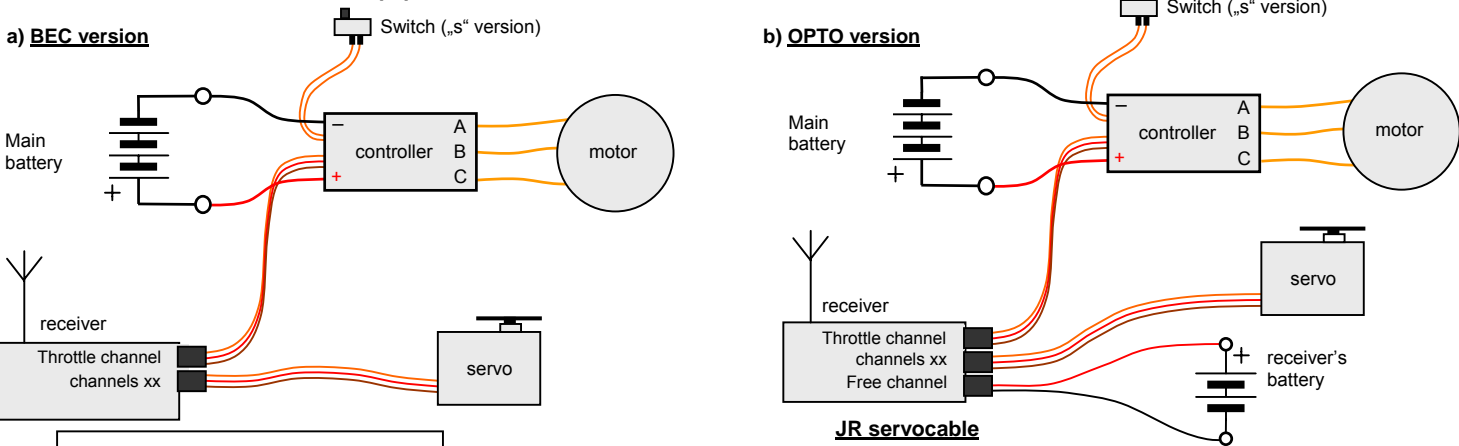 Switch („s“ version)
a) BEC version
Main
battery
+
−
+
controller
A
B
C
motor
receiver
Throttle channel
channels xx
servo
Switch („s“ version)
b) OPTO version
Main
battery
+
−
+
controller
A
B
C
motor
receiver
Throttle channel
channels xx
Free channel
servo
+
receiver's
battery
JR servocable